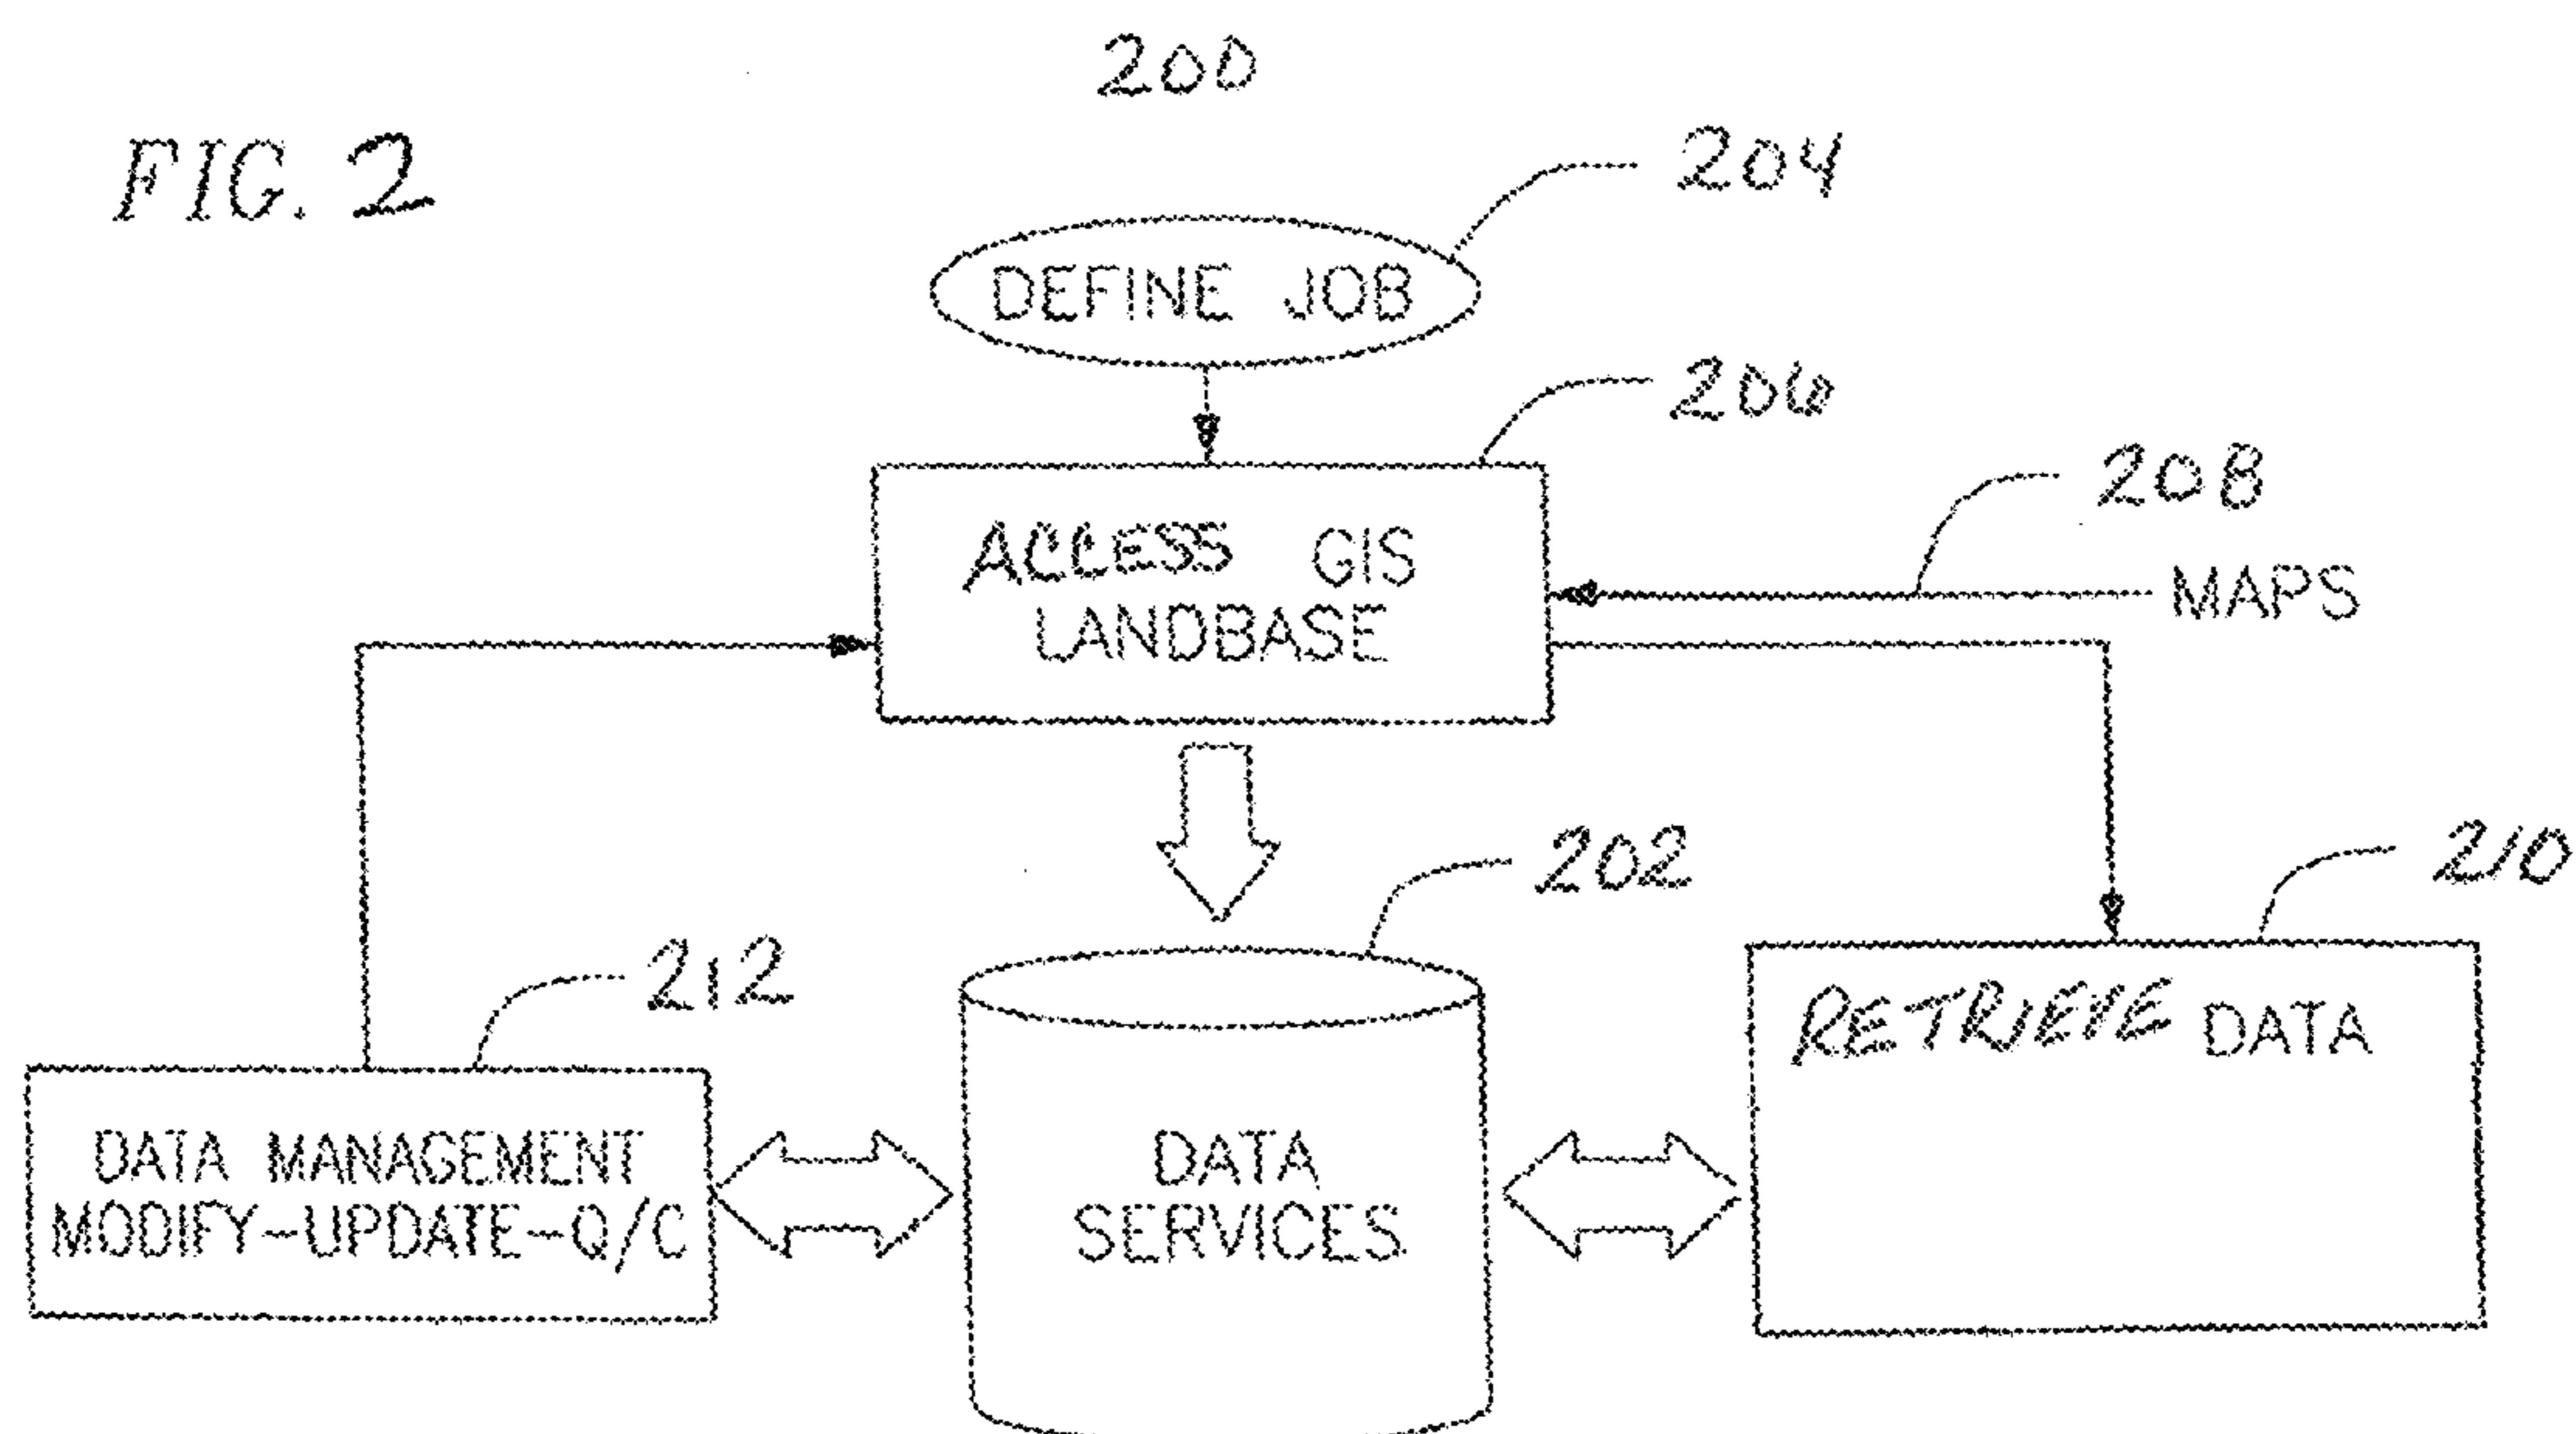 200
FIG. 2
204
DEFINE JOB
206
208
ACCESS GIS
LANDBASE
MAPS
202
210
212
RETRIEVE DATA
DATA MANAGEMENT
MODIFY-UPDATE-Q/C
DATA
SERVICES